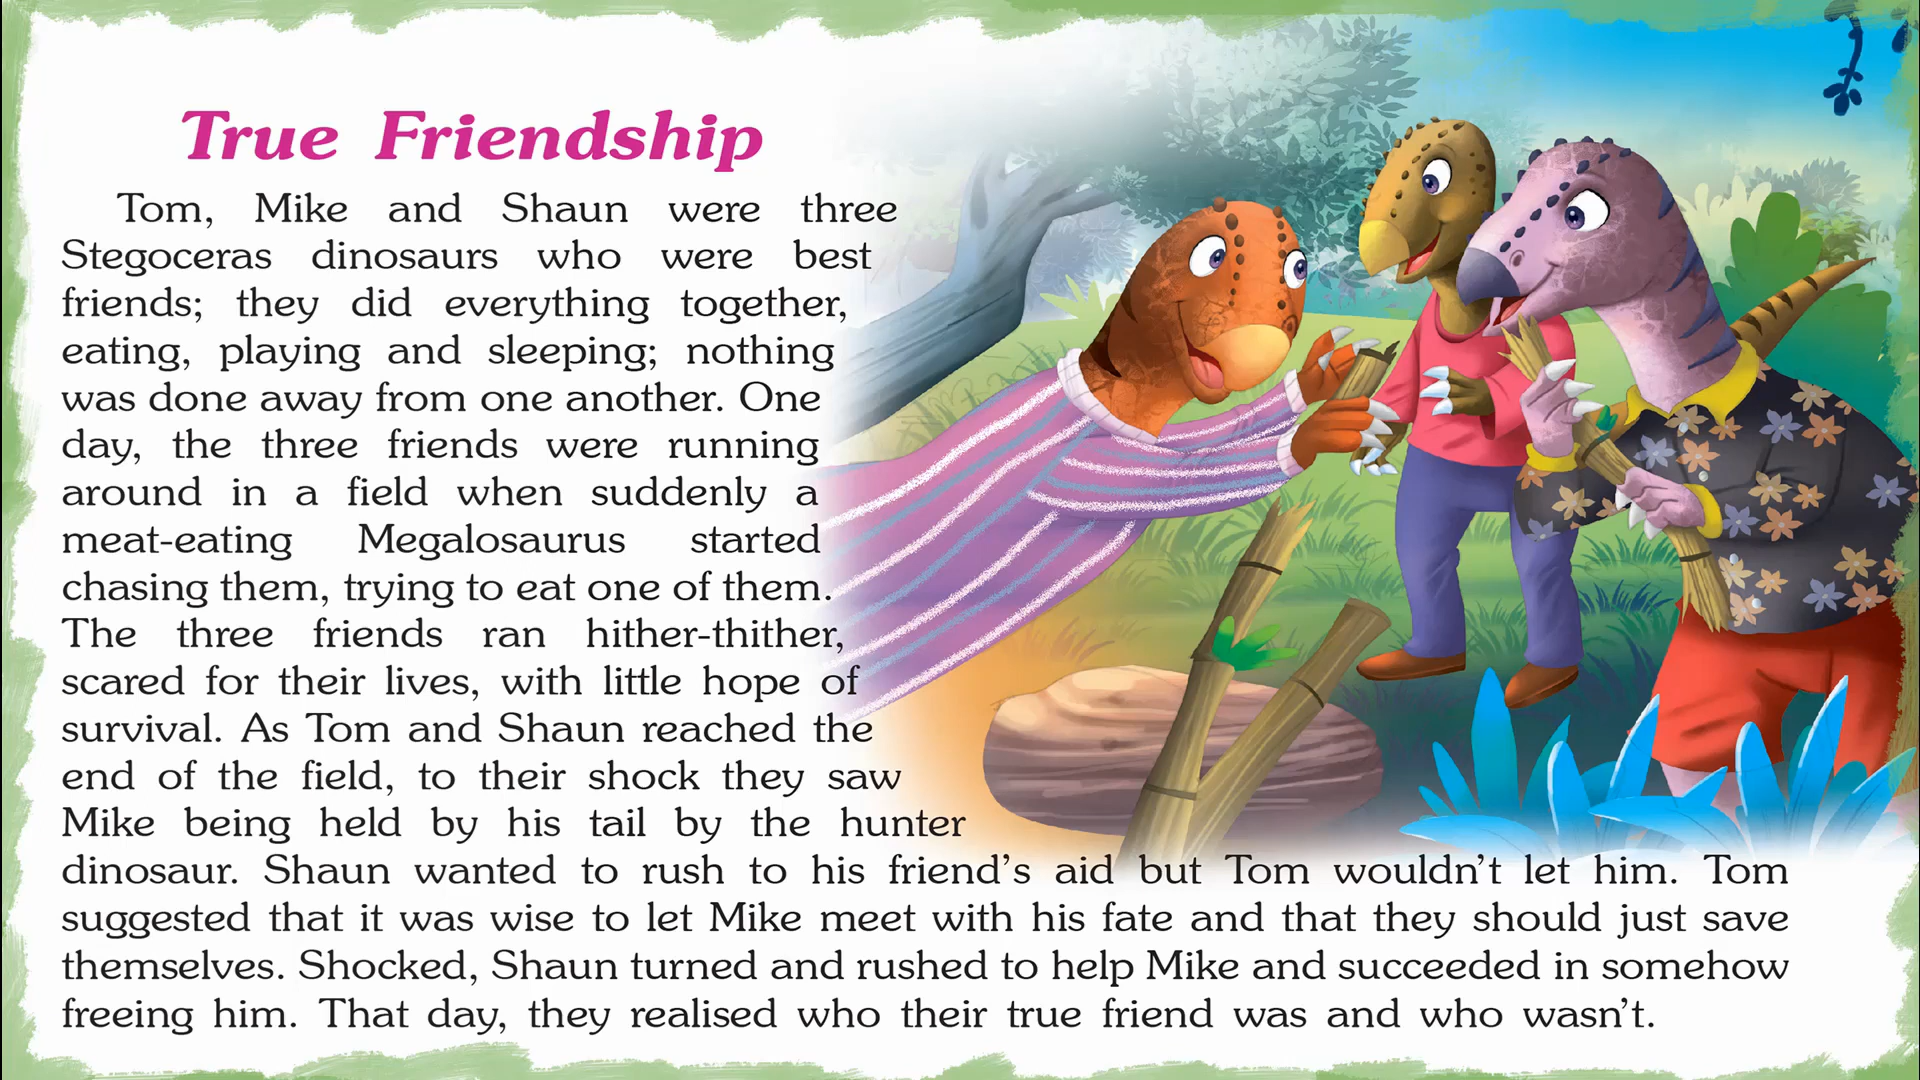 True Friendship
Tom, Mike and Shaun were three
Stegoceras dinosaurs who were best
friends; they did everything together,
eating, playing and sleeping; nothing
was done away from one another. One
day, the three friends were running
around in a field when suddenly a
meat-eating Megalosaurus started
chasing them, trying to eat one of them.
The three friends ran hither-thither,
scared for their lives, with little hope of
survival. As Tom and Shaun reached the
end of the field, to their shock they saw
Mike being held by his tail by the hunter
dinosaur. Shaun wanted to rush to his friend’s aid but Tom wouldn’t let him. Tom
suggested that it was wise to let Mike meet with his fate and that they should just save
themselves. Shocked, Shaun turned and rushed to help Mike and succeeded in somehow
freeing him. That day, they realised who their true friend was and who wasn’t.